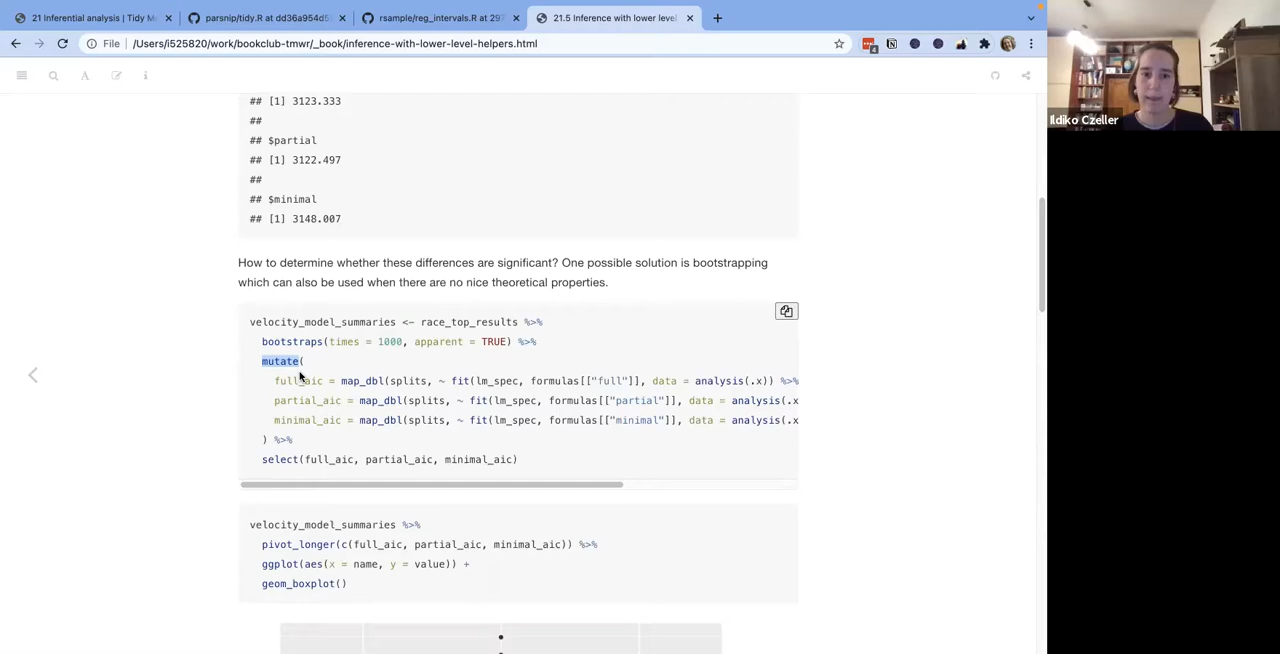 21 Inferential analysis | Tidy M
parsnip/tidy.R at dd36a954d5
rsample/reg_intervals.R at 297
21.5 Inference with lower level
File
/Users/i525820/work/bookclub-tmwr/_book/inference-with-lower-level-helpers.html
4
Ildiko Czeller
## [1] 3123.333
##
## $partial
## [1] 3122.497
##
## $minimal
## [1] 3148.007
How to determine whether these differences are significant? One possible solution is bootstrapping
which can also be used when there are no nice theoretical properties.
velocity_model_summaries <- race_top_results %>%
bootstraps(times = 1000, apparent = TRUE) %>%
mutate(
full_aic = map_dbl(splits, ~ fit(lm_spec, formulas[["full"]], data = analysis(.x)) %>%
partial_aic = map_dbl(splits, ~ fit(lm_spec, formulas[["partial"]], data = analysis(.x
minimal_aic = map_dbl(splits, ~ fit(lm_spec, formulas[["minimal"]], data = analysis(.x
) %>%
select(full_aic, partial_aic, minimal_aic)
velocity_model_summaries %>%
pivot_longer(c(full_aic, partial_aic, minimal_aic)) %>%
ggplot(aes(x = name, y = value)) +
geom_boxplot()